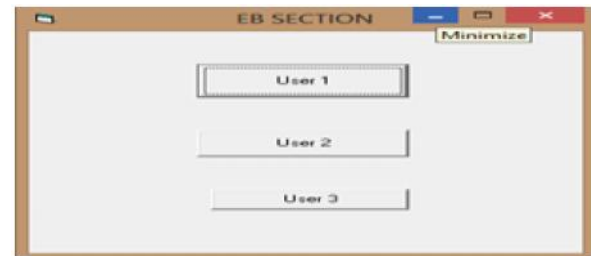 EB SECTION
Minimize
User 1
User 2
User 3